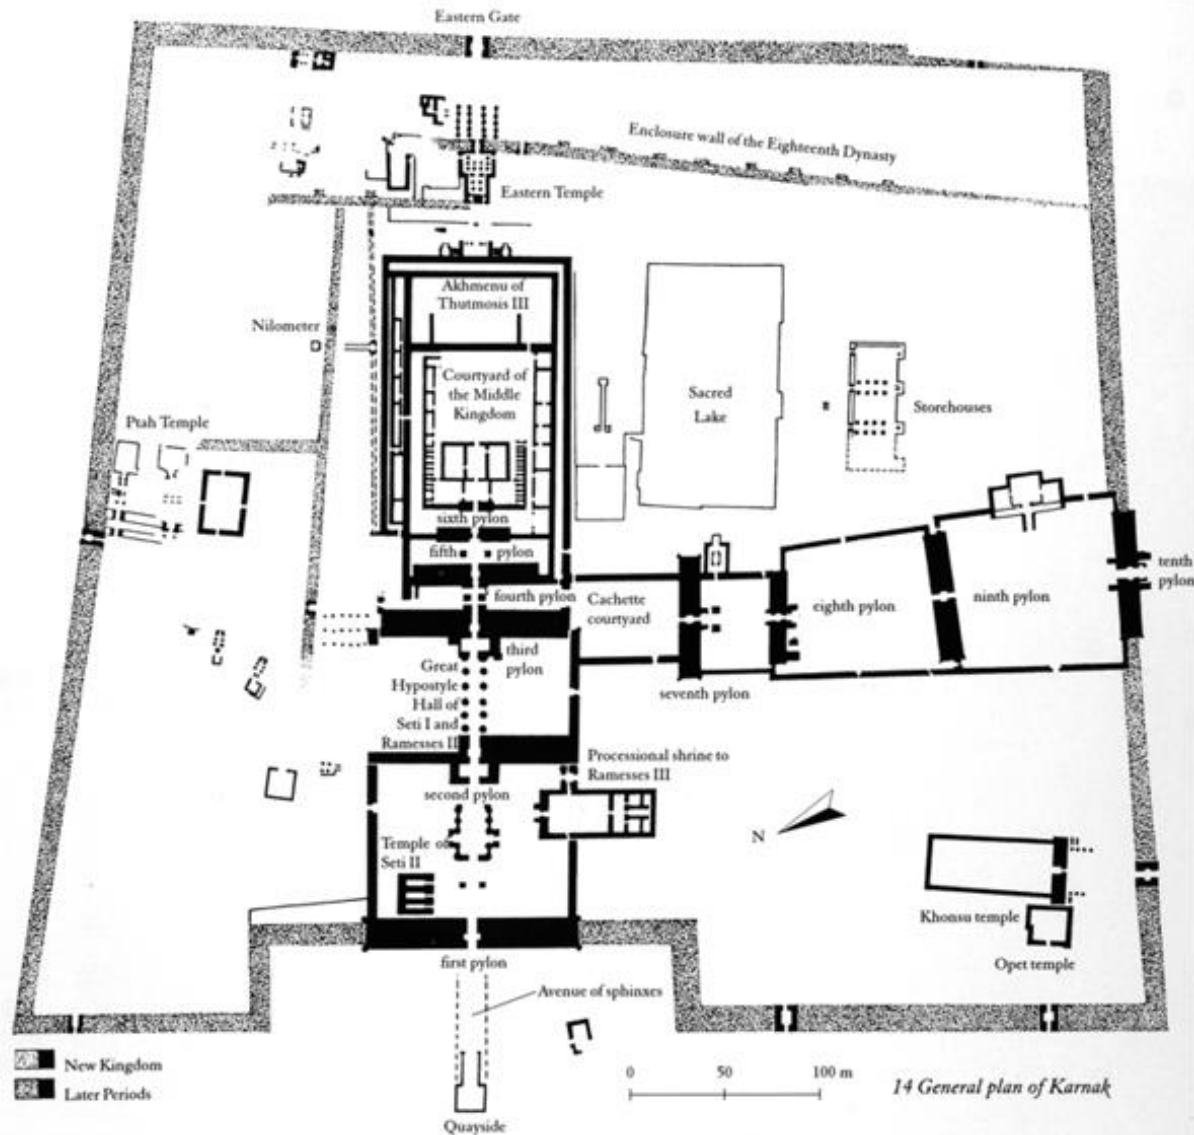 Eastern Gate
Enclosure wall of the Eighteenth Dynasty
Eastern Temple
Akhmenu of
Thutmosis III
Nilometer
Courtyard of
the Middle
Kingdom
Sacred
Lake
Storehouses
Ptah Temple
sixth pylon
fifth pylon
fourth pylon
Cachette
courtyard
eighth pylon
ninth pylon
tenth
pylon
third
pylon
Great
Hypostyle
Hall of
Seti I and
Ramesses II
seventh pylon
Processional shrine to
Ramesses III
second pylon
N
Temple of
Seti II
Khonsu temple
Opet temple
first pylon
Avenue of sphinxes
New Kingdom
Later Periods
0 50 100 m
14 General plan of Karnak
Quayside